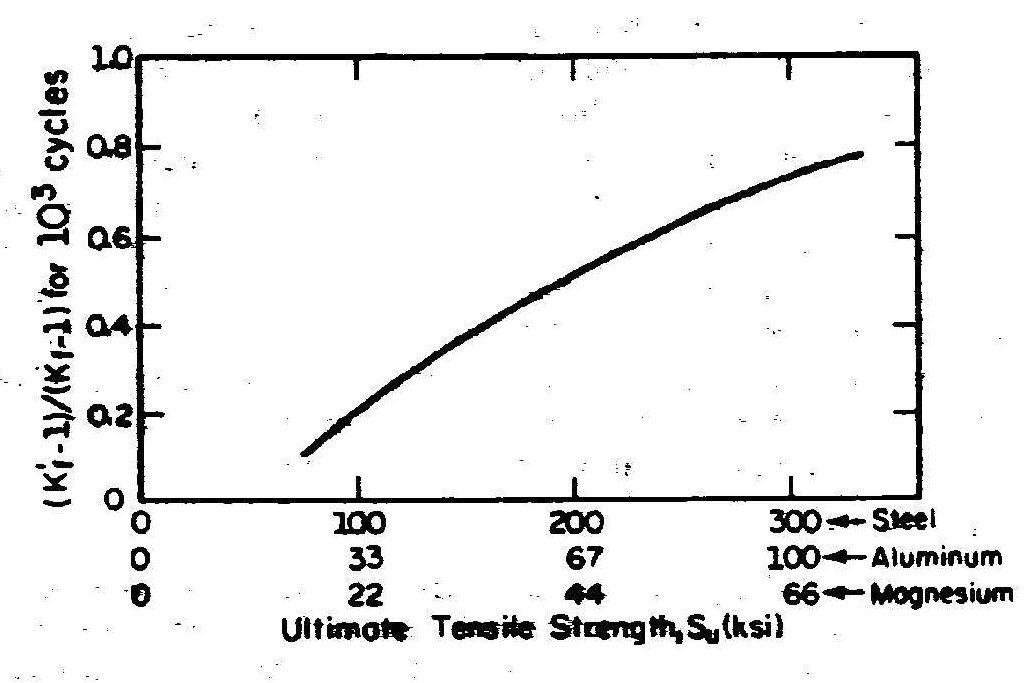 (K'f-1)/(Kf-1) for 10³ cycles
1.0
0.8
0.6
0.4
0.2
0
0 100 200 300 ← Steel
0 33 67 100 ← Aluminum
0 22 44 66 ← Magnesium
Ultimate Tensile Strength, Su (ksi)